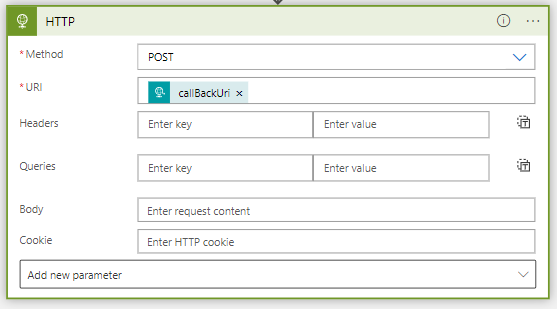 HTTP
* Method
POST
* URI
callBackUri ×
Headers
Enter key
Enter value
Queries
Enter key
Enter value
Body
Enter request content
Cookie
Enter HTTP cookie
Add new parameter